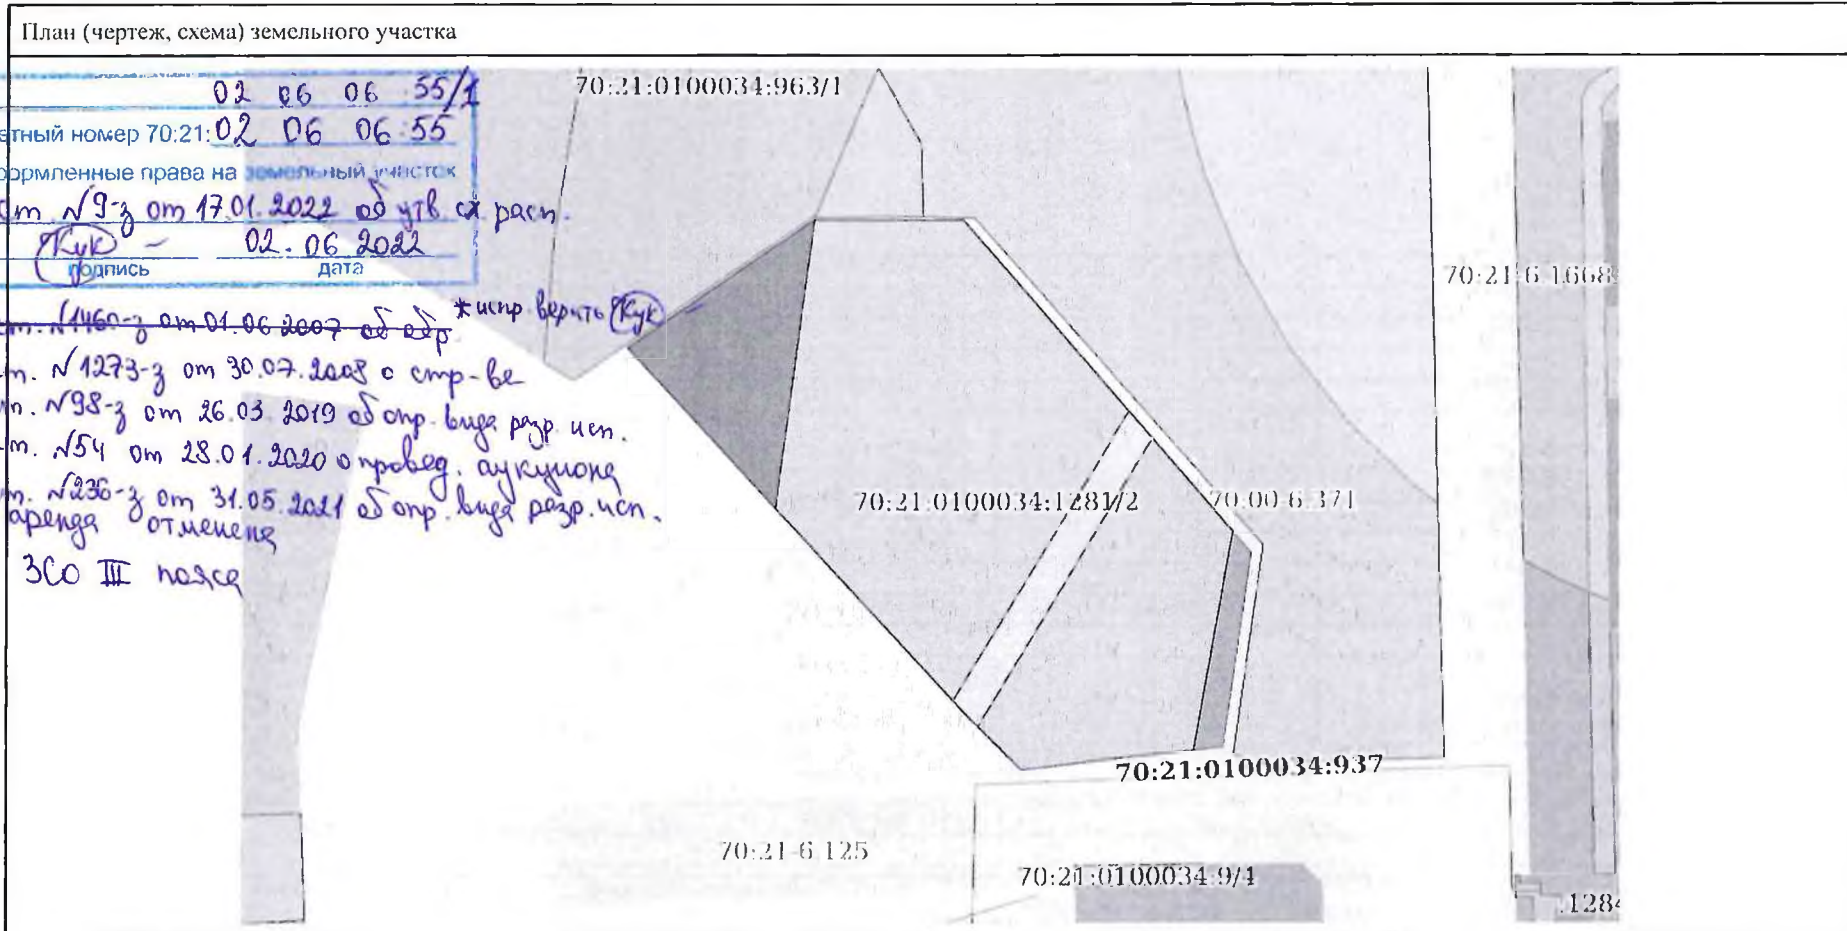 План (чертеж, схема) земельного участка
02 06 06 55/1
етный номер 70:21: 02 06 06:55
формленные права на земельный участок
т. №9-з от 17.01.2022 об утв. сх расп.
Кук – 02.06 2022
подпись дата
т. №1460-з от 01.06 2007 об обр
*испр. верить Кук –
т. №1273-з от 30.07.2008 о стр-ве
т. №98-з от 26.03.2019 об опр. вида разр. исп.
т. №54 от 28.01.2020 о провед. аукциона
т. №236-з от 31.05.2021 об опр. вида разр. исп.
аренда отменена
ЗСО III пояса
70:21:0100034:963/1
70:21-6.1668
70:21:0100034:1281/2
70:00-6.371
70:21:0100034:937
70:21-6.125
70:21:0100034:9/4
.1284